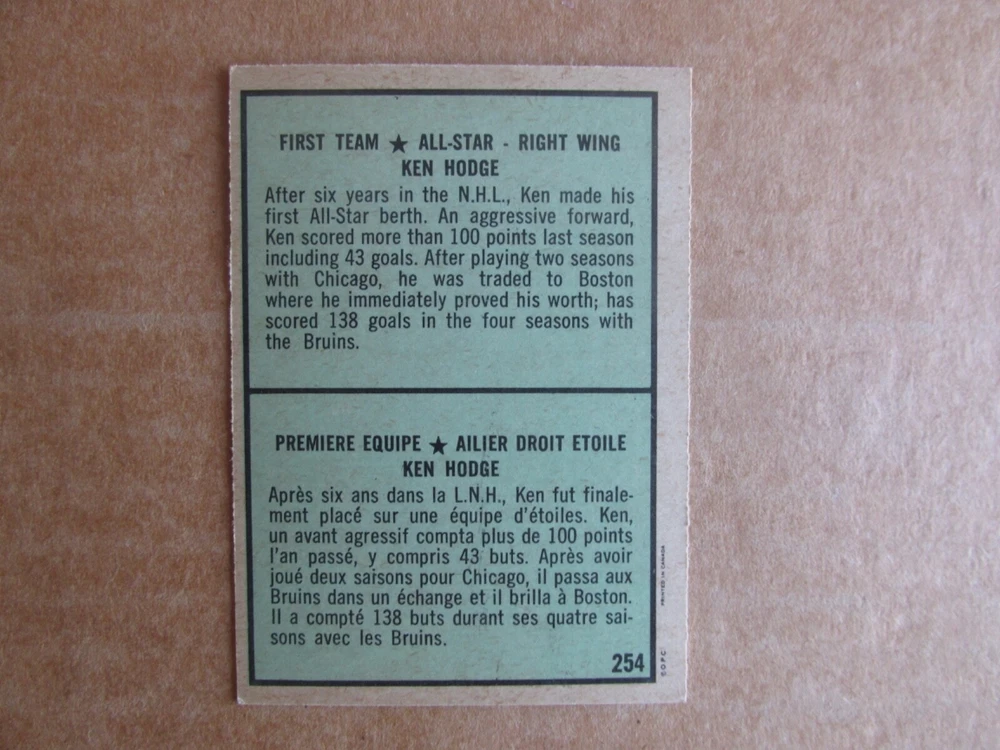 FIRST TEAM ★ ALL-STAR - RIGHT WING
KEN HODGE
After six years in the N.H.L., Ken made his
first All-Star berth. An aggressive forward,
Ken scored more than 100 points last season
including 43 goals. After playing two seasons
with Chicago, he was traded to Boston
where he immediately proved his worth; has
scored 138 goals in the four seasons with
the Bruins.
PREMIERE EQUIPE ★ AILIER DROIT ETOILE
KEN HODGE
Après six ans dans la L.N.H., Ken fut finale-
ment placé sur une équipe d'étoiles. Ken,
un avant agressif compta plus de 100 points
l'an passé, y compris 43 buts. Après avoir
joué deux saisons pour Chicago, il passa aux
Bruins dans un échange et il brilla à Boston.
Il a compté 138 buts durant ses quatre sai-
sons avec les Bruins.
254
©O.P.C.
PRINTED IN CANADA